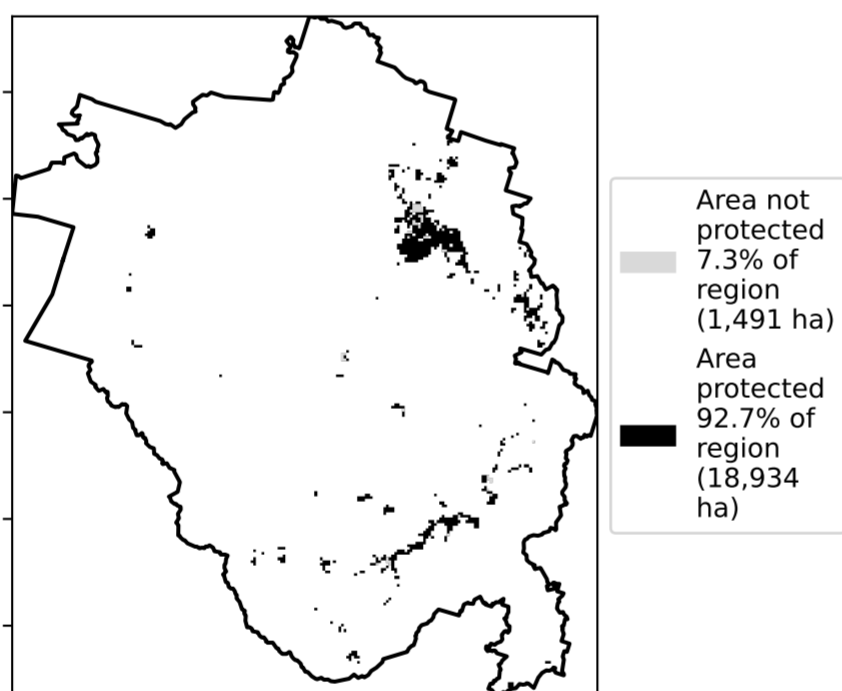 Area not
protected
7.3% of
region
(1,491 ha)
Area
protected
92.7% of
region
(18,934
ha)